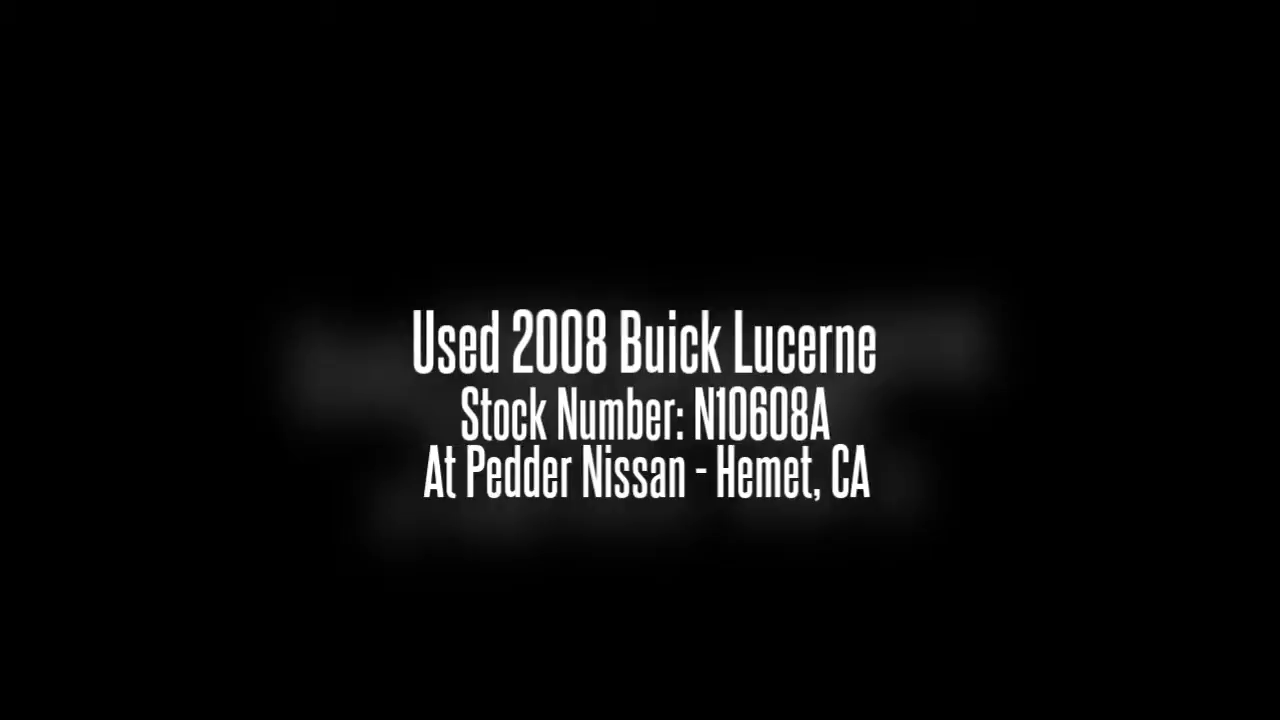 Used 2008 Buick Lucerne
Stock Number: N10608A
At Pedder Nissan - Hemet, CA